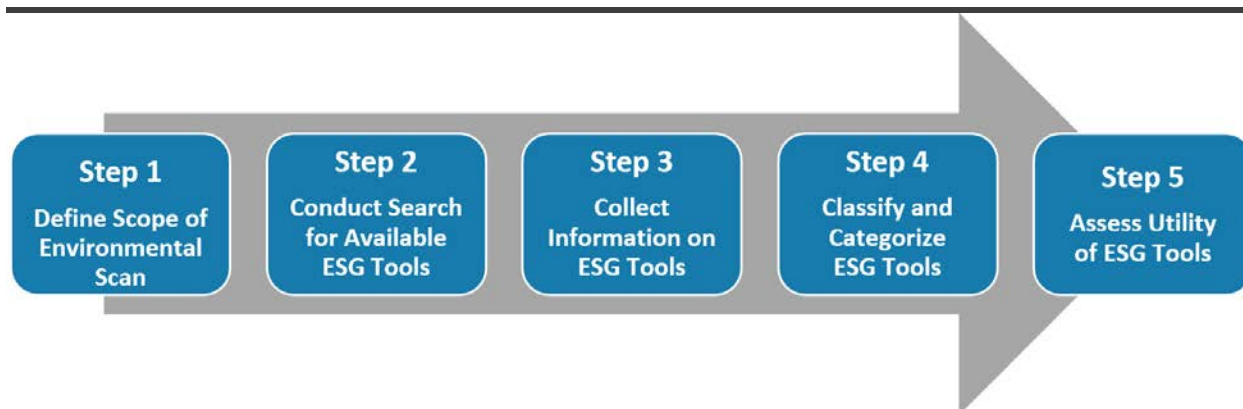 Step 1
Define Scope of
Environmental
Scan
Step 2
Conduct Search
for Available
ESG Tools
Step 3
Collect
Information on
ESG Tools
Step 4
Classify and
Categorize
ESG Tools
Step 5
Assess Utility
of ESG Tools